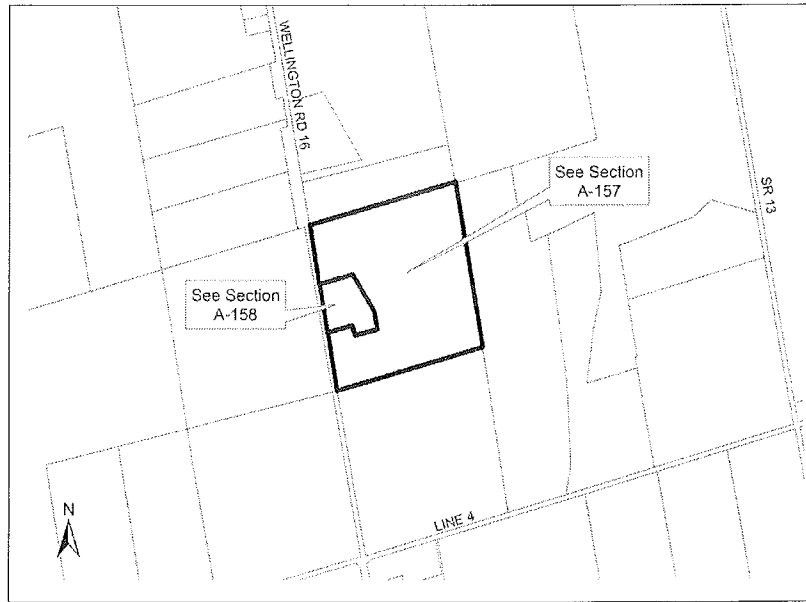 WELLINGTON RD 16
See Section
A-157
SR 13
See Section
A-158
N
LINE 4